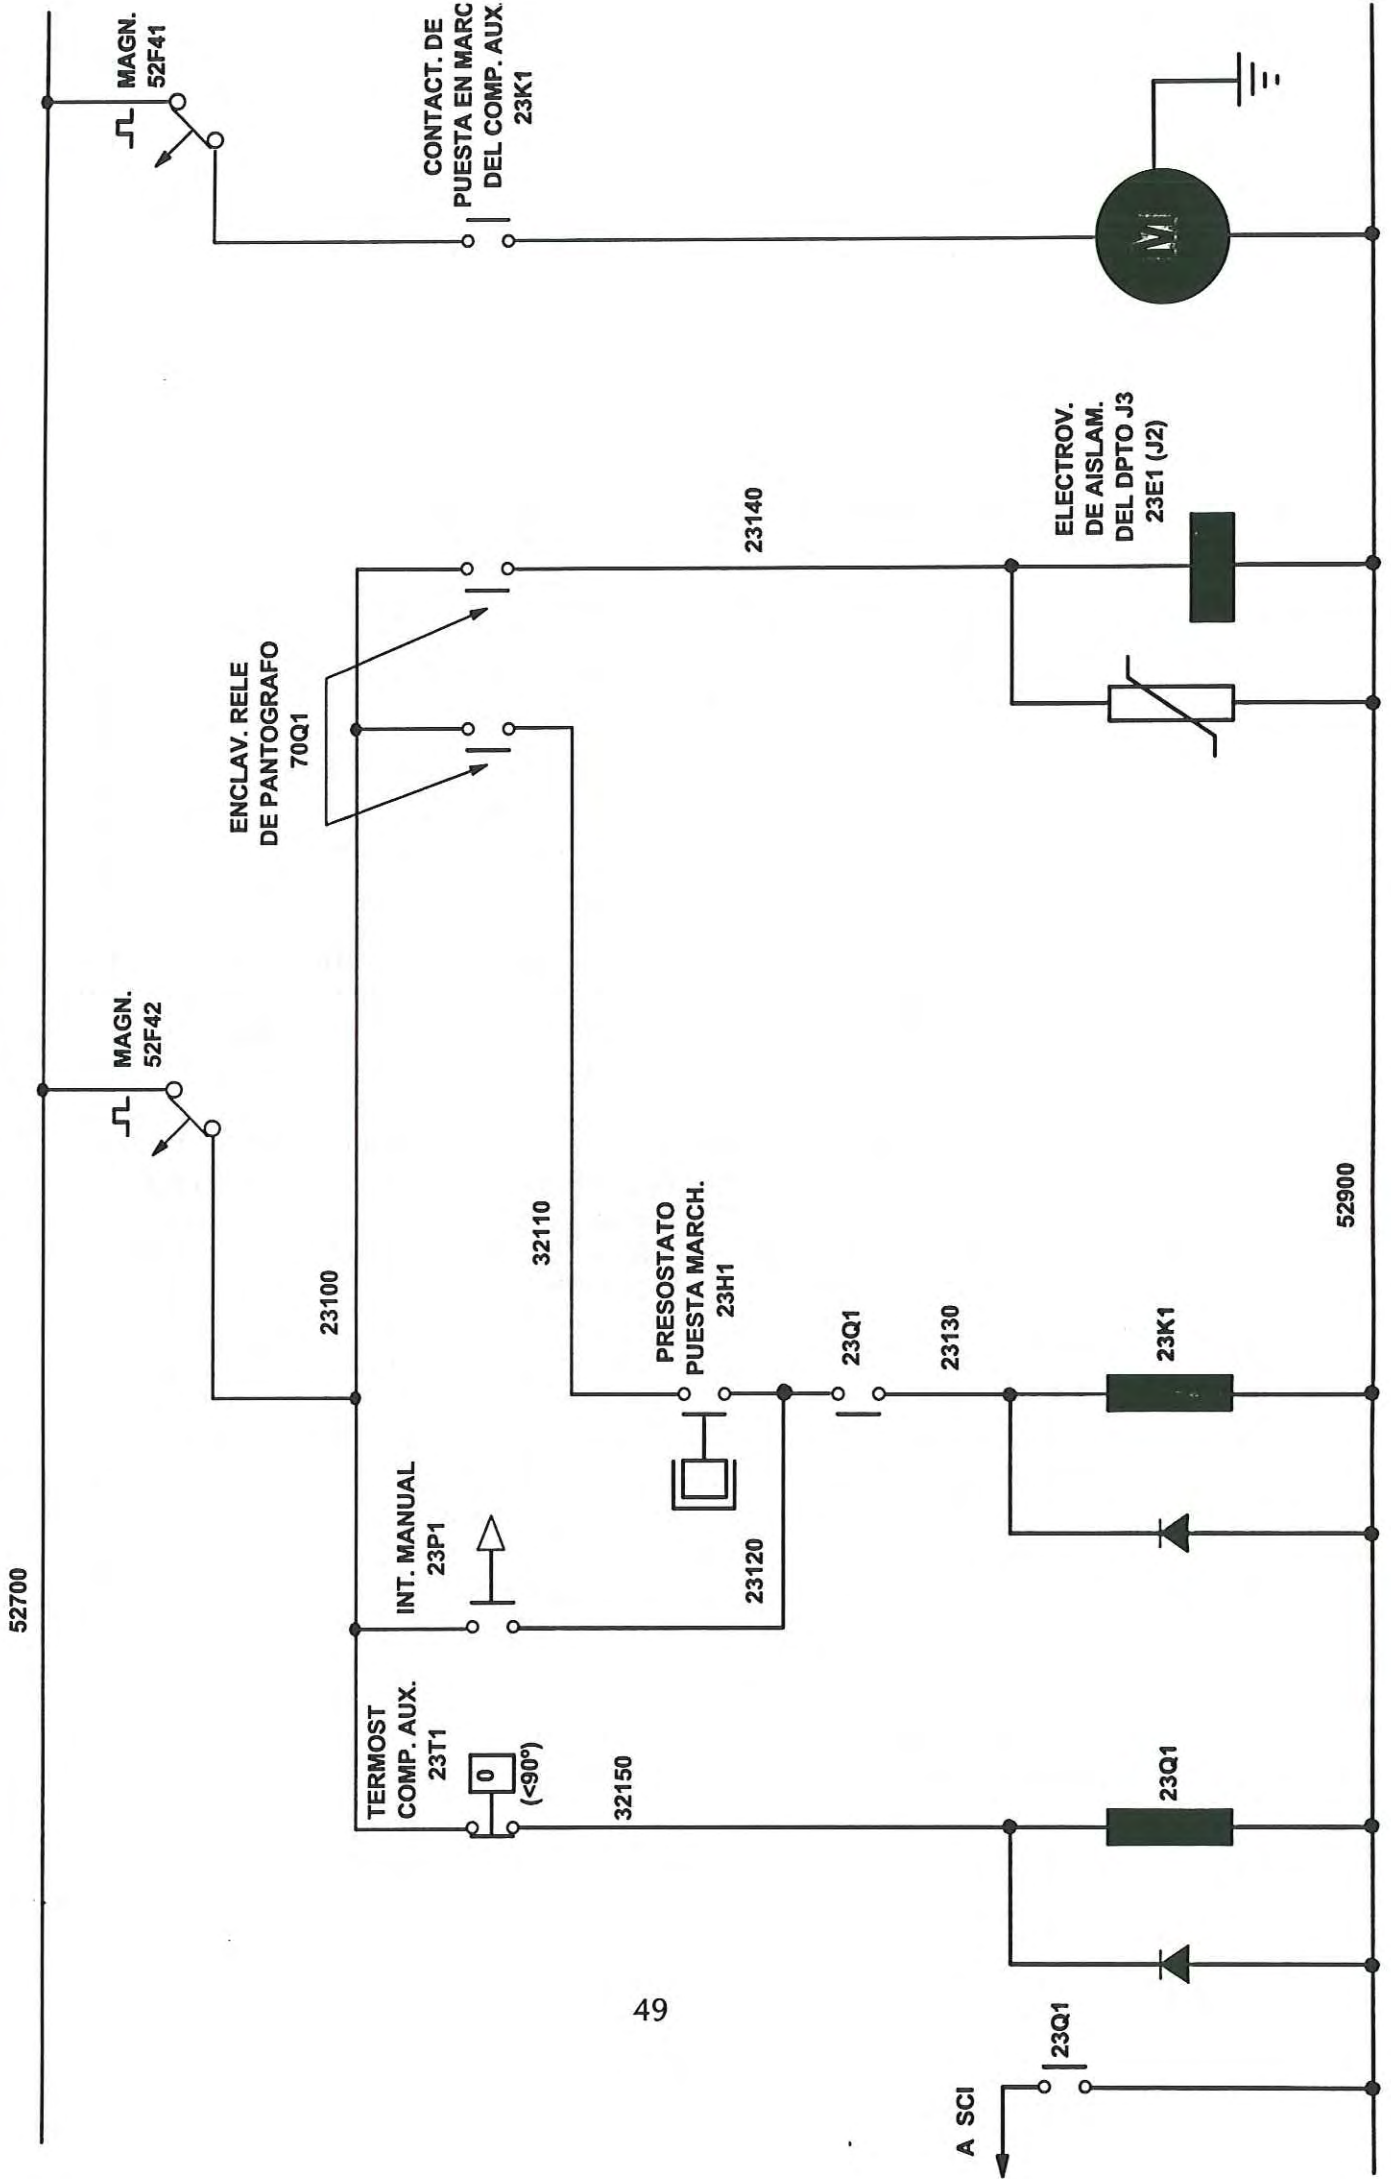 52700
MAGN.
52F42
MAGN.
52F41
23100
ENCLAV. RELE
DE PANTOGRAFO
70Q1
CONTACT. DE
PUESTA EN MARC
DEL COMP. AUX.
23K1
TERMOST
COMP. AUX.
23T1
0
(<90°)
INT. MANUAL
23P1
32110
32150
23120
PRESOSTATO
PUESTA MARCH.
23H1
23140
23Q1
23130
A SCI
23Q1
23Q1
23K1
ELECTROV.
DE AISLAM.
DEL DPTO J3
23E1 (J2)
M
52900
49